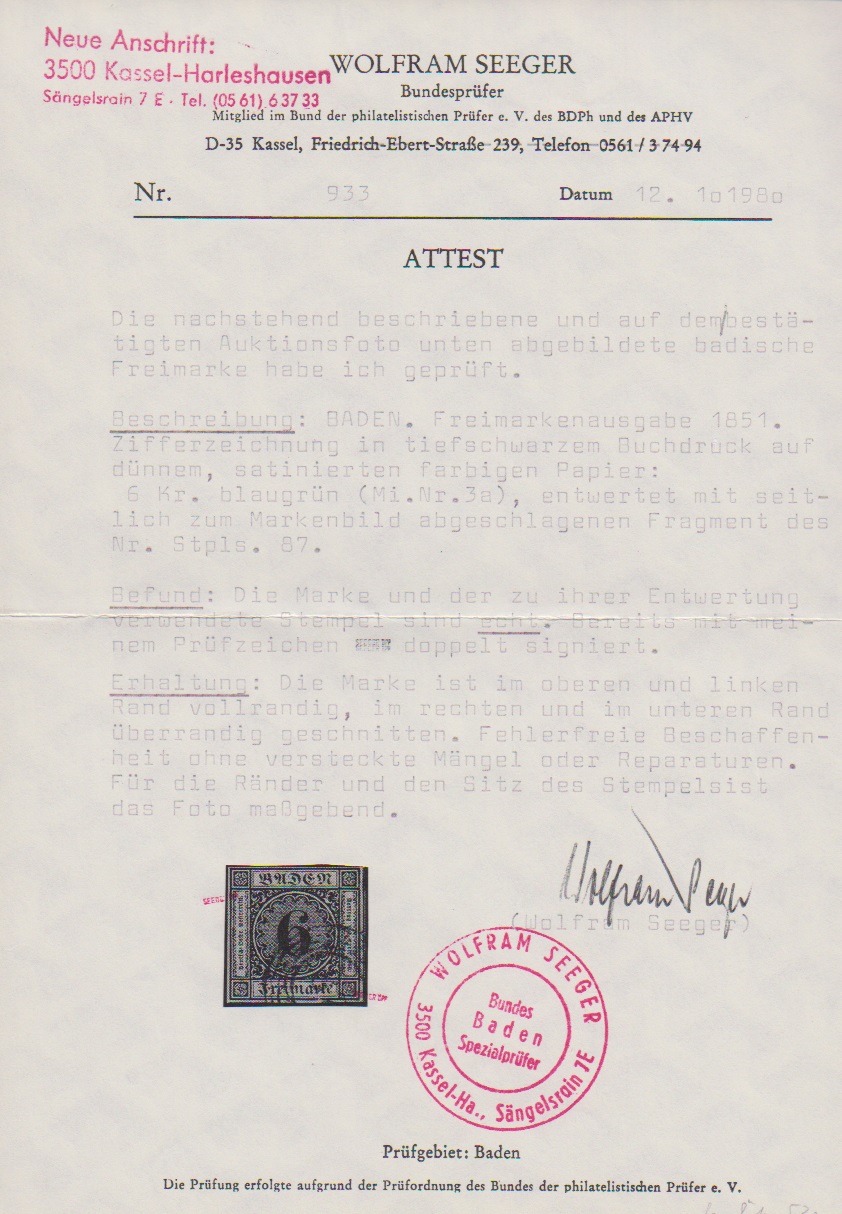 Neue Anschrift:
3500 Kassel-Harleshausen
Sängelsrain 7 E · Tel. (05 61) 6 37 33
WOLFRAM SEEGER
Bundesprüfer
Mitglied im Bund der philatelistischen Prüfer e. V. des BDPh und des APHV
D-35 Kassel, Friedrich-Ebert-Straße 239, Telefon 0561 / 3 74 94
Nr. 933 Datum 12. 1o198o
ATTEST
Die nachstehend beschriebene und auf dem/bestä-
tigten Auktionsfoto unten abgebildete badische
Freimarke habe ich geprüft.
Beschreibung: BADEN. Freimarkenausgabe 1851.
Zifferzeichnung in tiefschwarzem Buchdruck auf
dünnem, satinierten farbigen Papier:
6 Kr. blaugrün (Mi.Nr.3a), entwertet mit seit-
lich zum Markenbild abgeschlagenen Fragment des
Nr. Stpls. 87.
Befund: Die Marke und der zu ihrer Entwertung
verwendete Stempel sind echt. Bereits mit mei-
nem Prüfzeichen doppelt signiert.
Erhaltung: Die Marke ist im oberen und linken
Rand vollrandig, im rechten und im unteren Rand
überrandig geschnitten. Fehlerfreie Beschaffen-
heit ohne versteckte Mängel oder Reparaturen.
Für die Ränder und den Sitz des Stempelsist
das Foto maßgebend.
BADEN
6
Freimarke
Wolfram Seeger
(Wolfram Seeger)
WOLFRAM SEEGER
3500 Kassel-Ha., Sängelsrain 7E
Bundes
Baden
Spezialprüfer
Prüfgebiet: Baden
Die Prüfung erfolgte aufgrund der Prüfordnung des Bundes der philatelistischen Prüfer e. V.